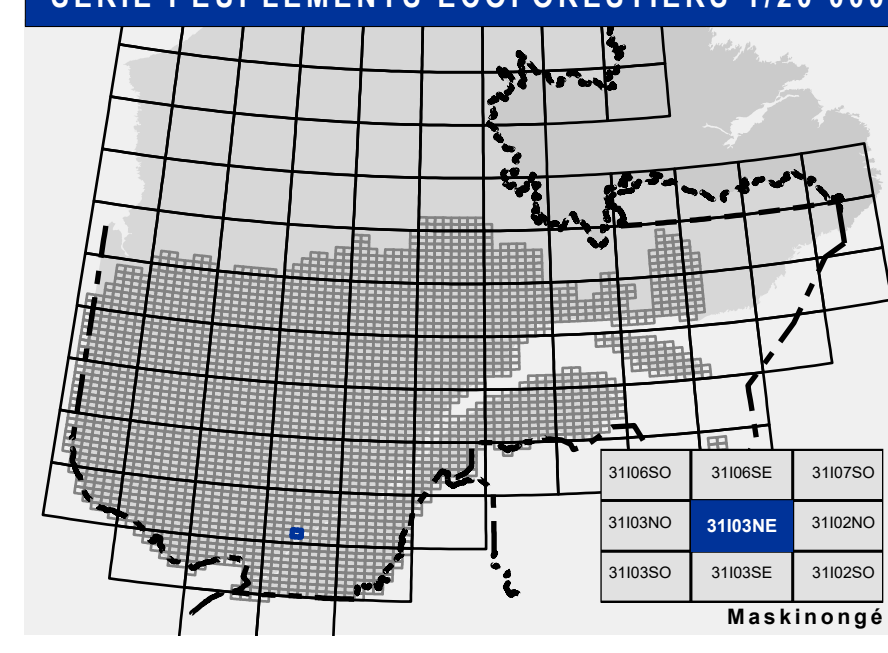 SÉRIE PEUPLEMENTS ÉCOFORESTIERS 1/20 000
31I06SO 31I06SE 31I07SO
31I03NO 31I03NE 31I02NO
31I03SO 31I03SE 31I02SO
Maskinongé